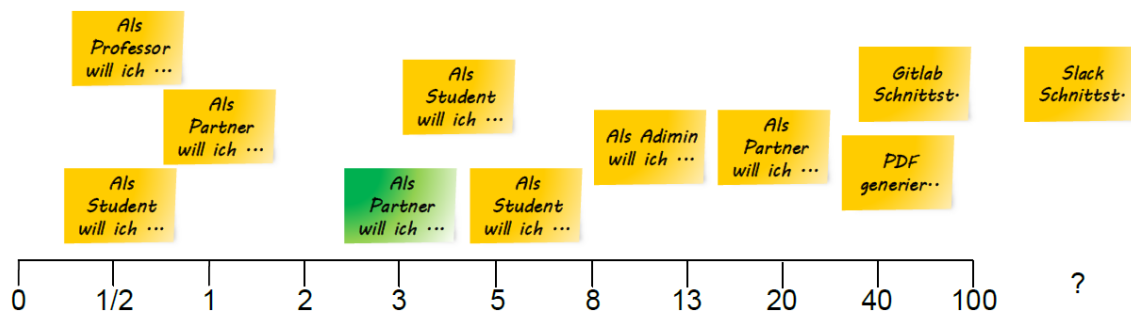 Als
Professor
will ich ...
Als
Partner
will ich ...
Als
Student
will ich ...
Als
Student
will ich ...
Als
Partner
will ich ...
Als
Student
will ich ...
Als Adimin
will ich ...
Als
Partner
will ich ...
Gitlab
Schnittst.
PDF
generier..
Slack
Schnittst.
0 1/2 1 2 3 5 8 13 20 40 100 ?